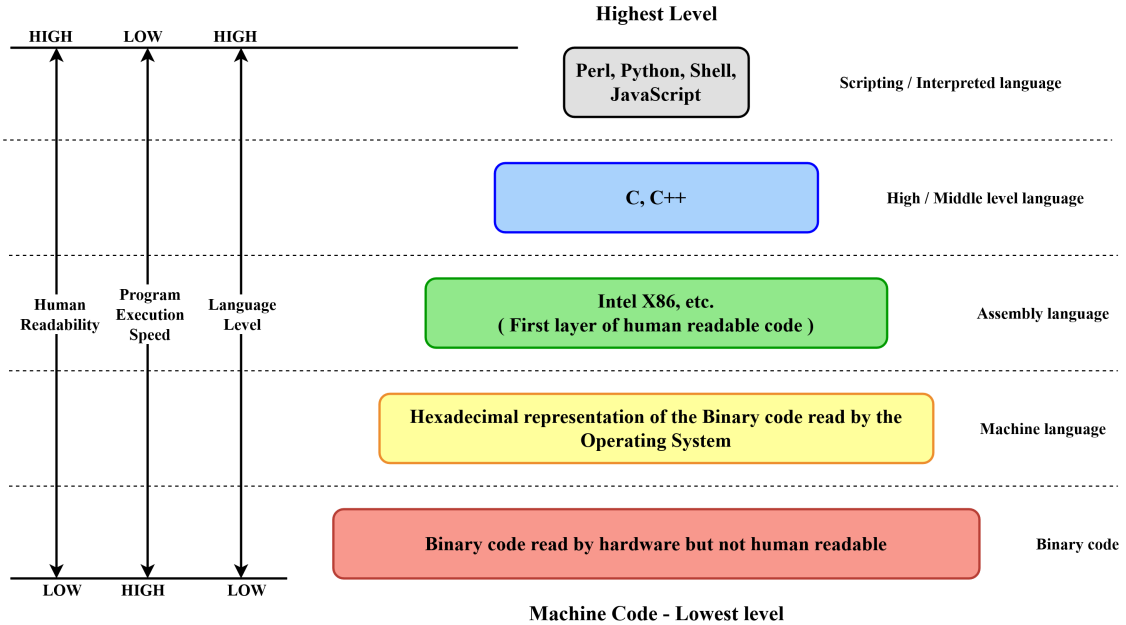 Highest Level
HIGH
LOW
HIGH
Perl, Python, Shell,
JavaScript
Scripting / Interpreted language
C, C++
High / Middle level language
Human
Readability
Program
Execution
Speed
Language
Level
Intel X86, etc.
( First layer of human readable code )
Assembly language
Hexadecimal representation of the Binary code read by the
Operating System
Machine language
Binary code read by hardware but not human readable
Binary code
LOW
HIGH
LOW
Machine Code - Lowest level